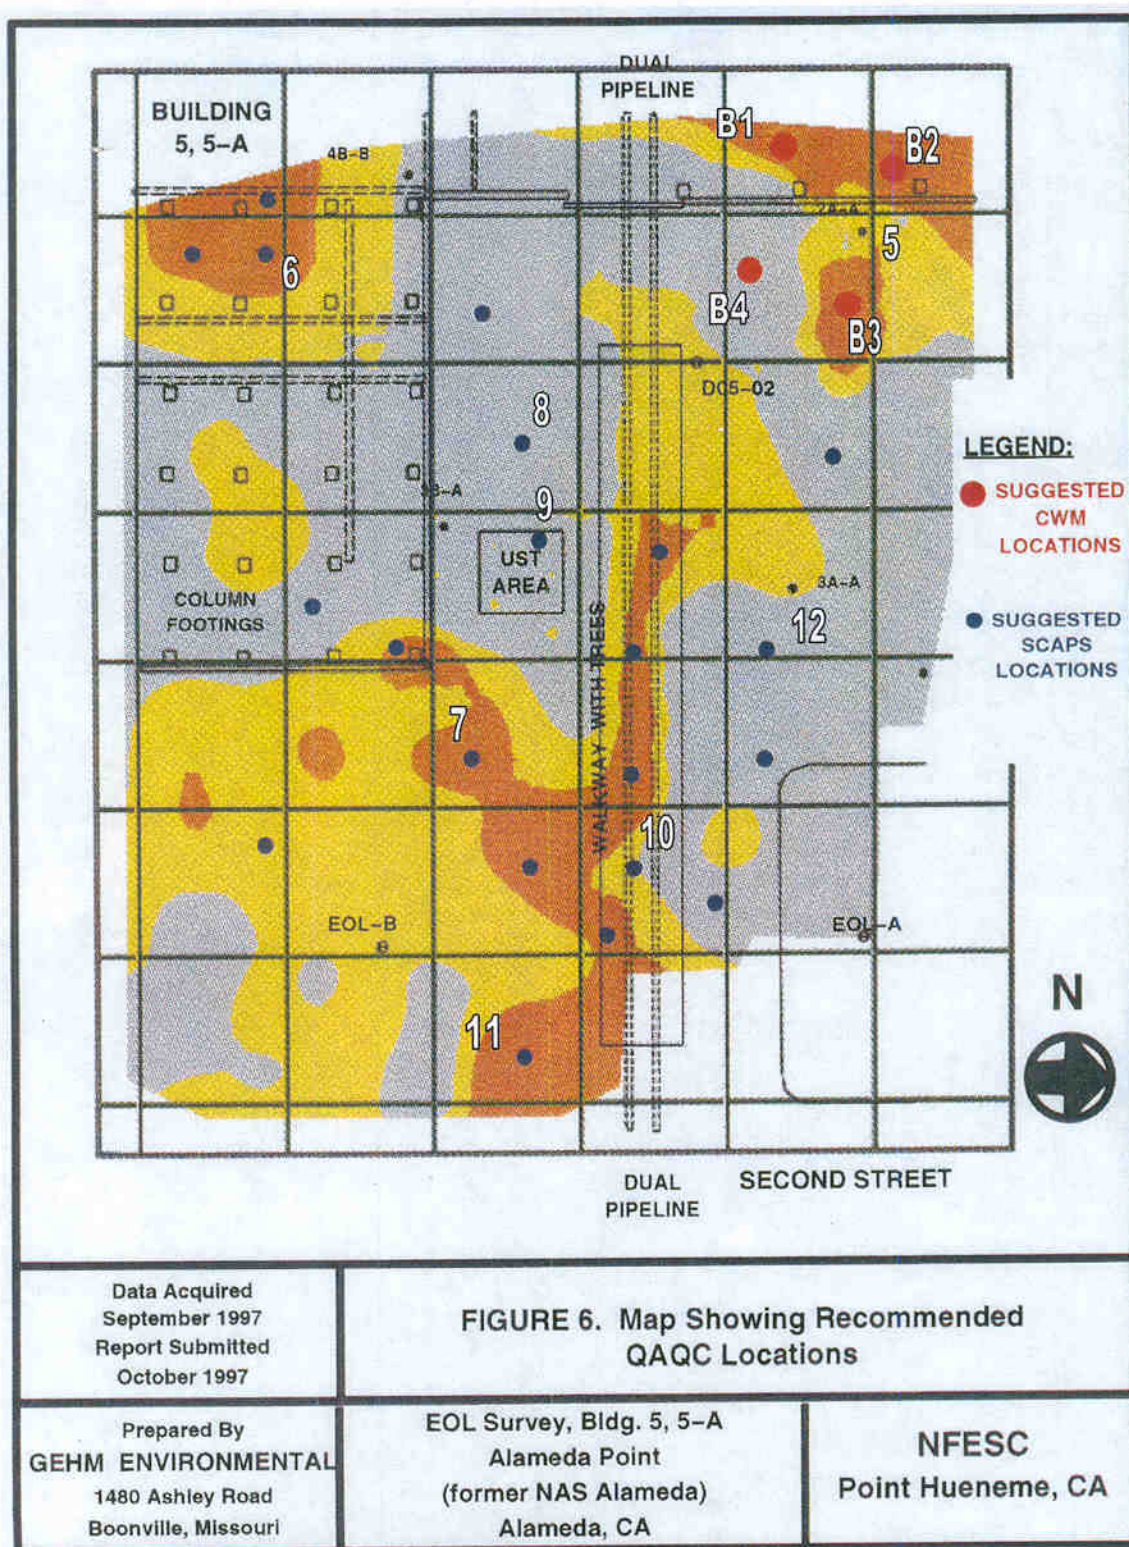 DUAL
PIPELINE
BUILDING
5, 5-A
4B-B
B1
B2
2A-A
5
6
B4
B3
D05-02
8
LEGEND:
SUGGESTED
CWM
LOCATIONS
9
UST
AREA
3A-A
COLUMN
FOOTINGS
12
SUGGESTED
SCAPS
LOCATIONS
WALKWAY WITH TREES
7
10
EOL-B
EOL-A
N
11
DUAL
PIPELINE
SECOND STREET
Data Acquired
September 1997
Report Submitted
October 1997
FIGURE 6. Map Showing Recommended
QAQC Locations
Prepared By
GEHM ENVIRONMENTAL
1480 Ashley Road
Boonville, Missouri
EOL Survey, Bldg. 5, 5-A
Alameda Point
(former NAS Alameda)
Alameda, CA
NFESC
Point Hueneme, CA